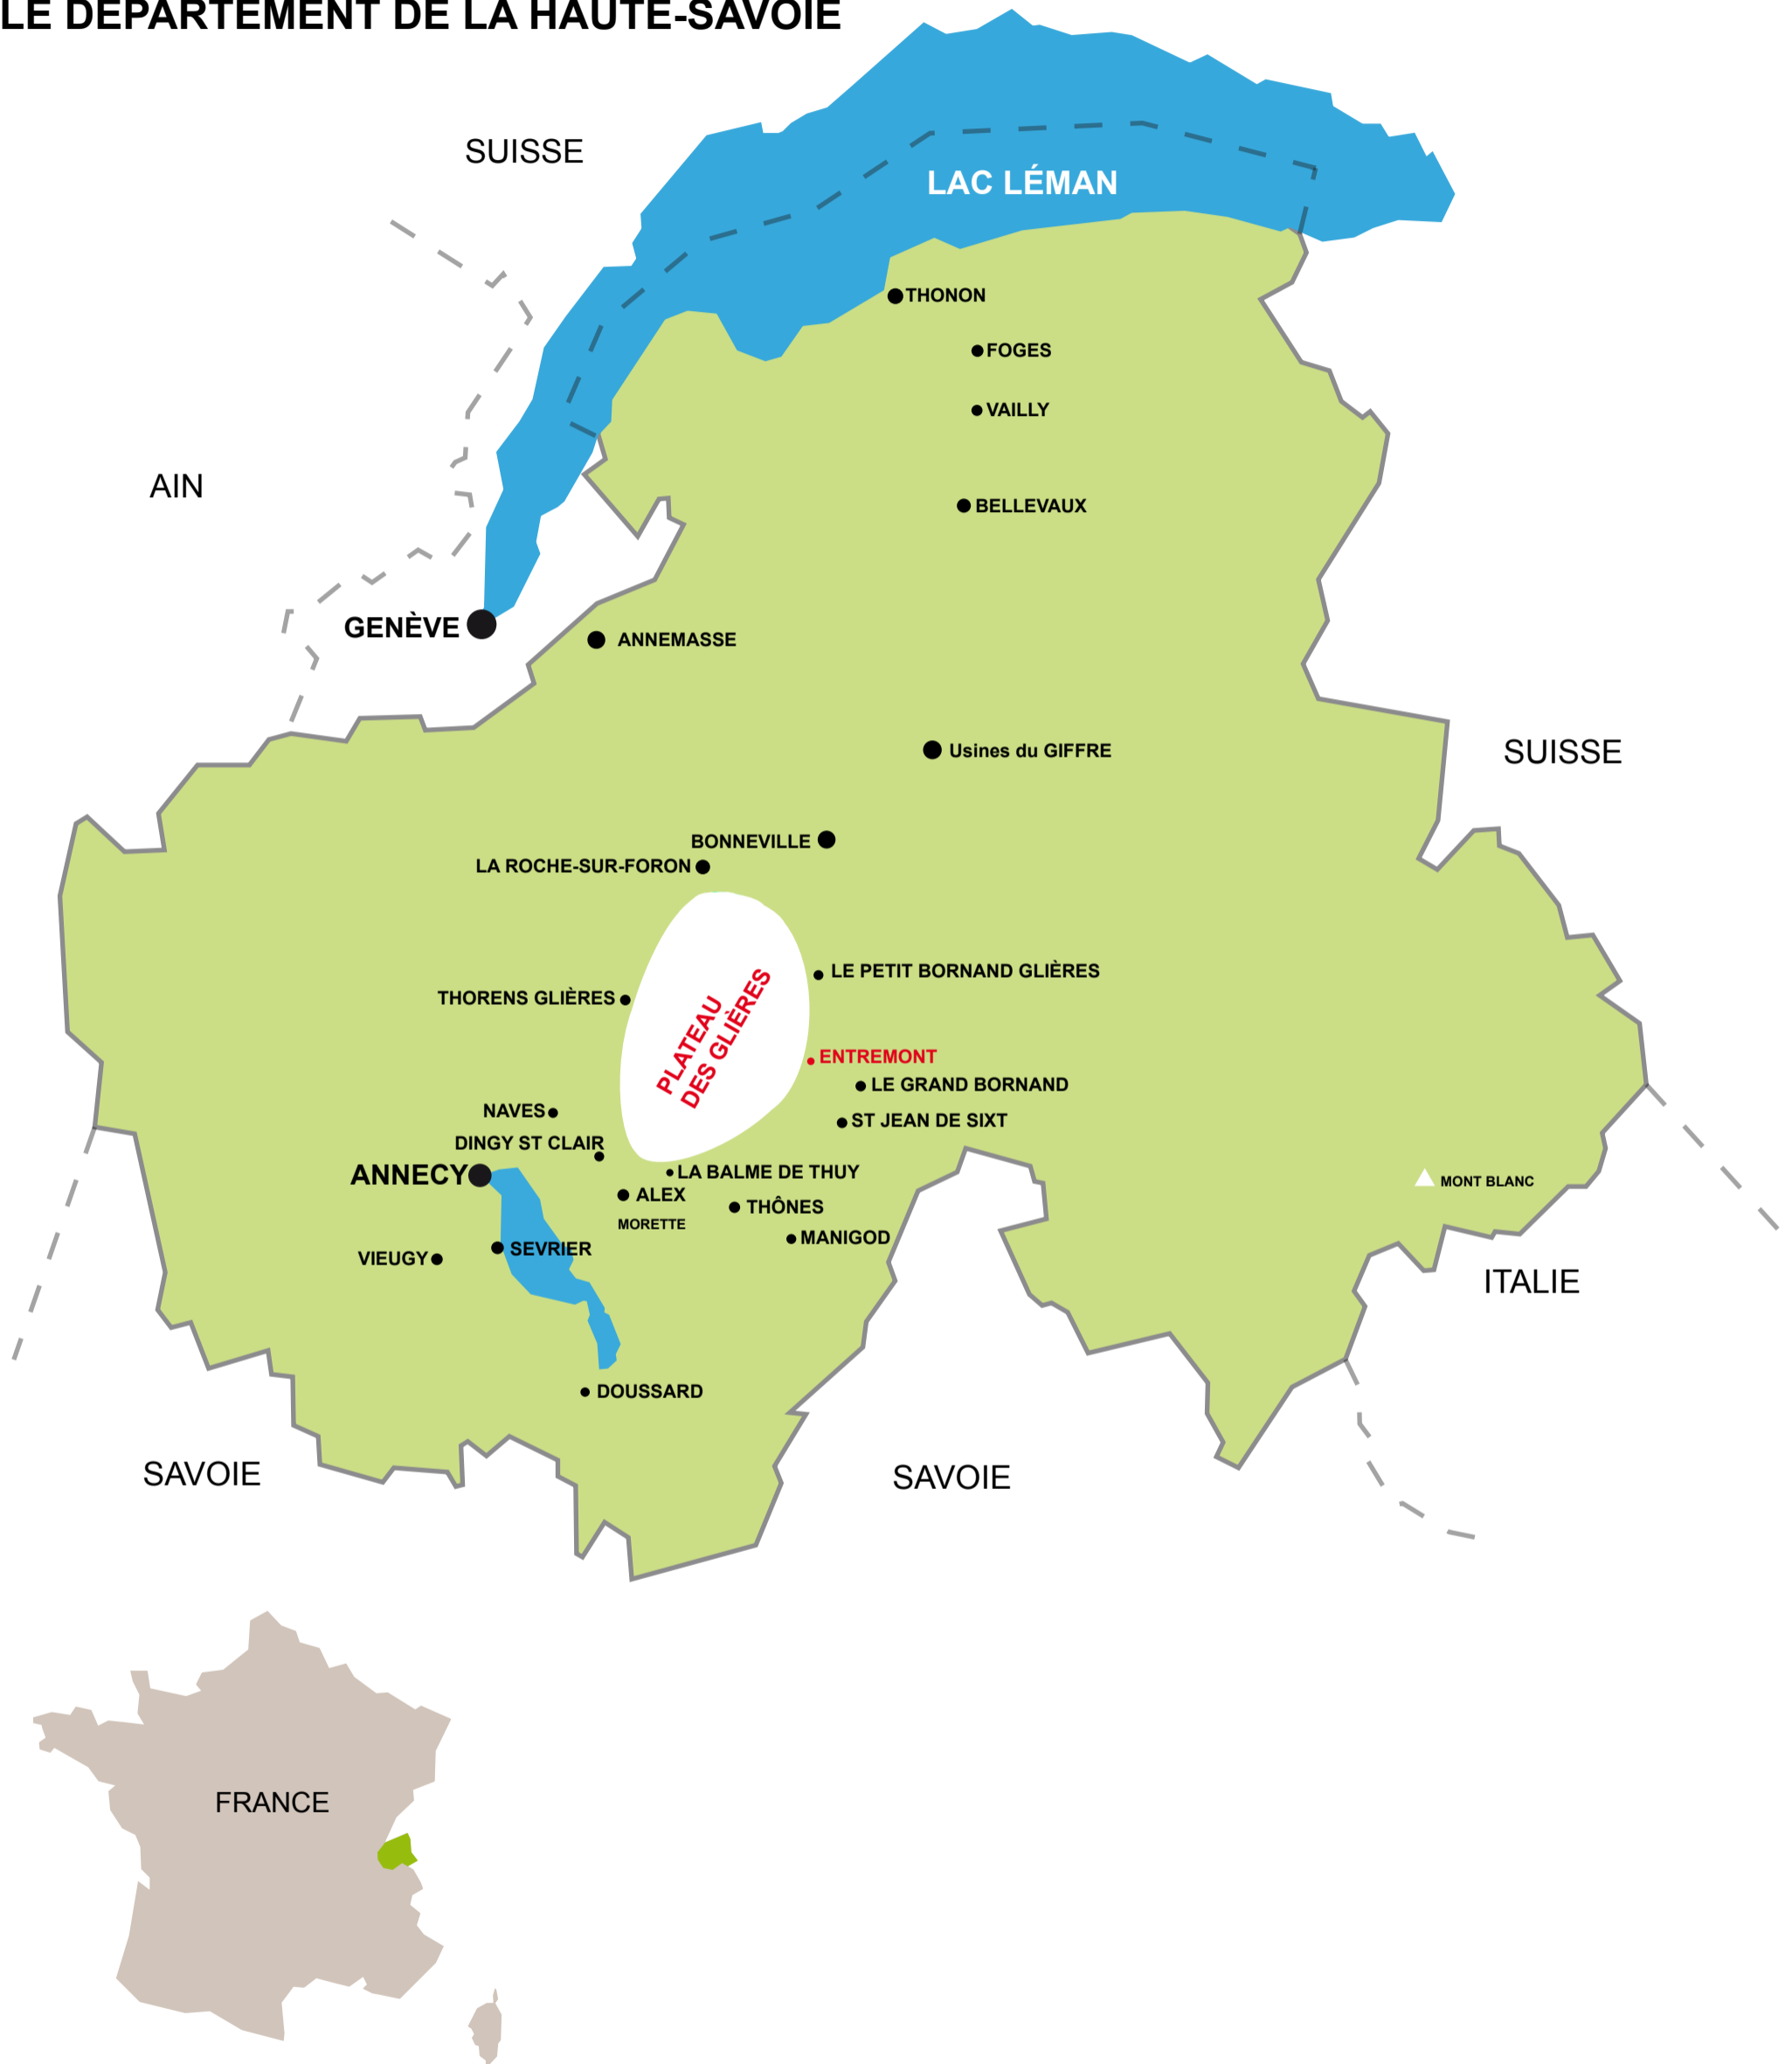 LE DEPARTEMENT DE LA HAUTE-SAVOIE
SUISSE
LAC LÉMAN
THONON
FOGES
VAILLY
AIN
BELLEVAUX
GENÈVE
ANNEMASSE
Usines du GIFFRE
SUISSE
BONNEVILLE
LA ROCHE-SUR-FORON
LE PETIT BORNAND GLIÈRES
THORENS GLIÈRES
PLATEAU
DES GLIÈRES
ENTREMONT
LE GRAND BORNAND
NAVES
ST JEAN DE SIXT
DINGY ST CLAIR
LA BALME DE THUY
ANNECY
MONT BLANC
ALEX
THÔNES
MORETTE
MANIGOD
SEVRIER
VIEUGY
ITALIE
DOUSSARD
SAVOIE
SAVOIE
FRANCE